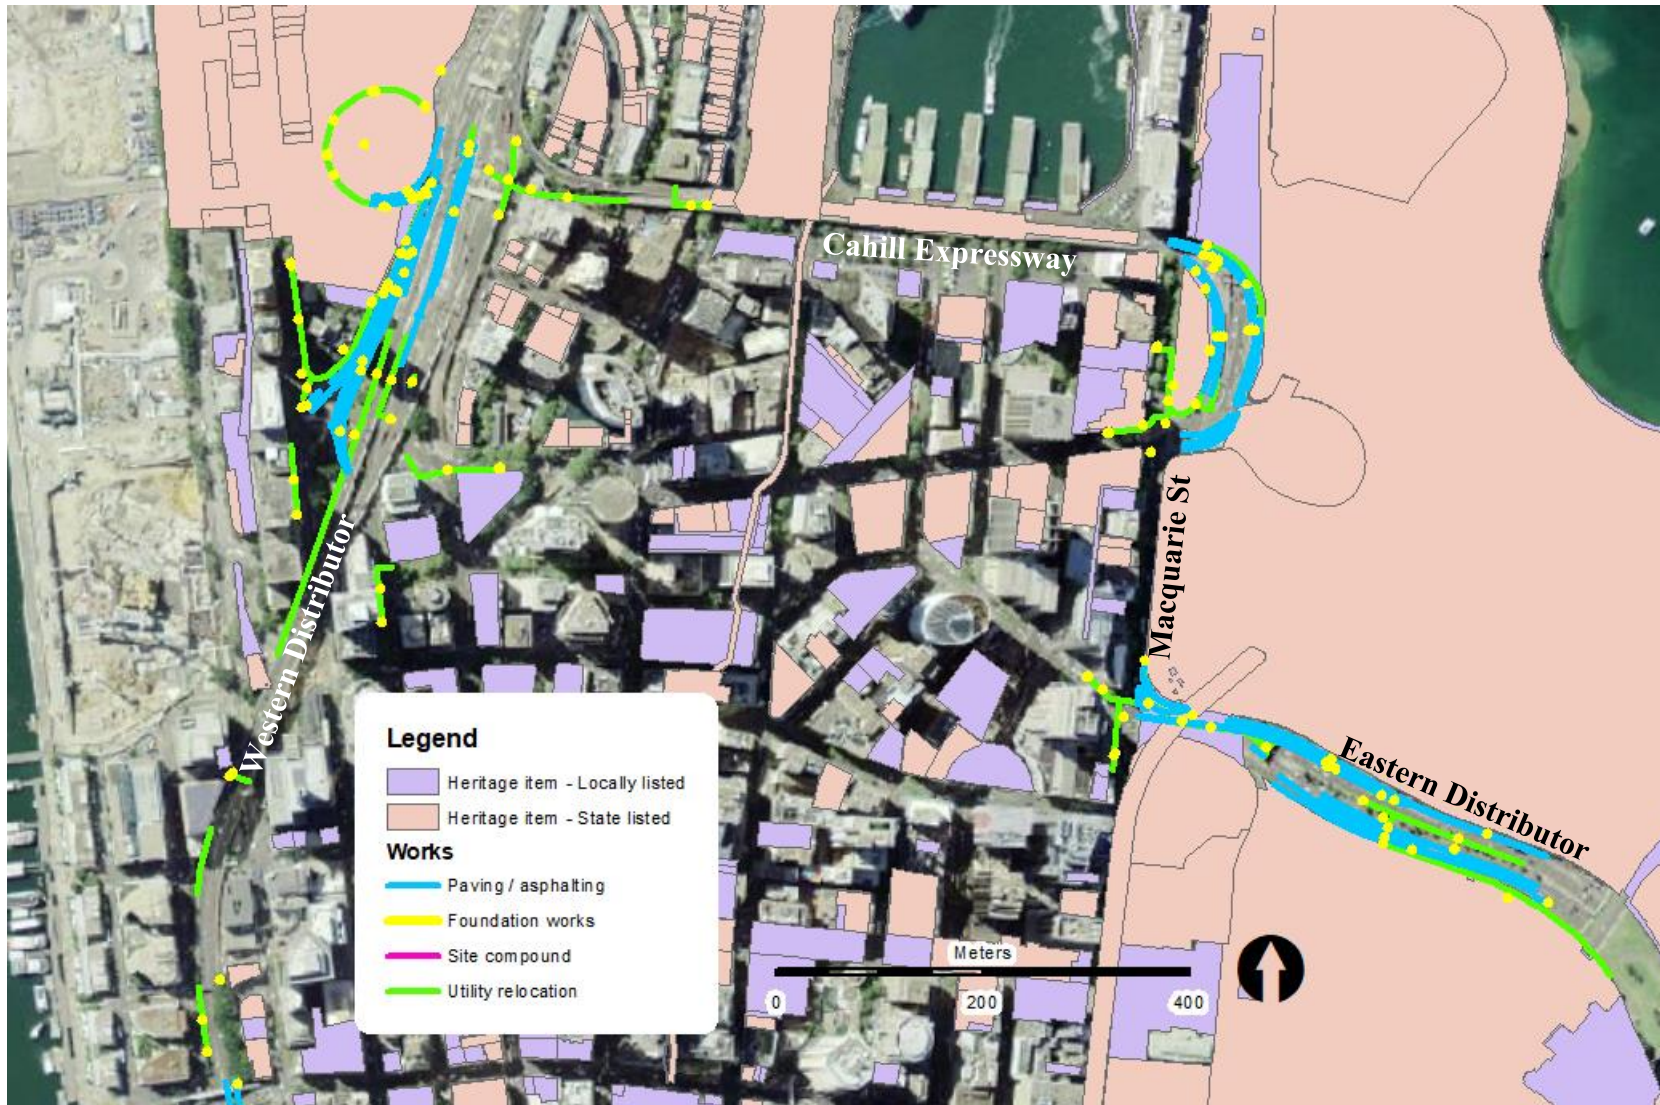 Cahill Expressway
Macquarie St
Western Distributor
Eastern Distributor
Legend
Heritage item - Locally listed
Heritage item - State listed
Works
Paving / asphalting
Foundation works
Site compound
Utility relocation
Meters
0 200 400